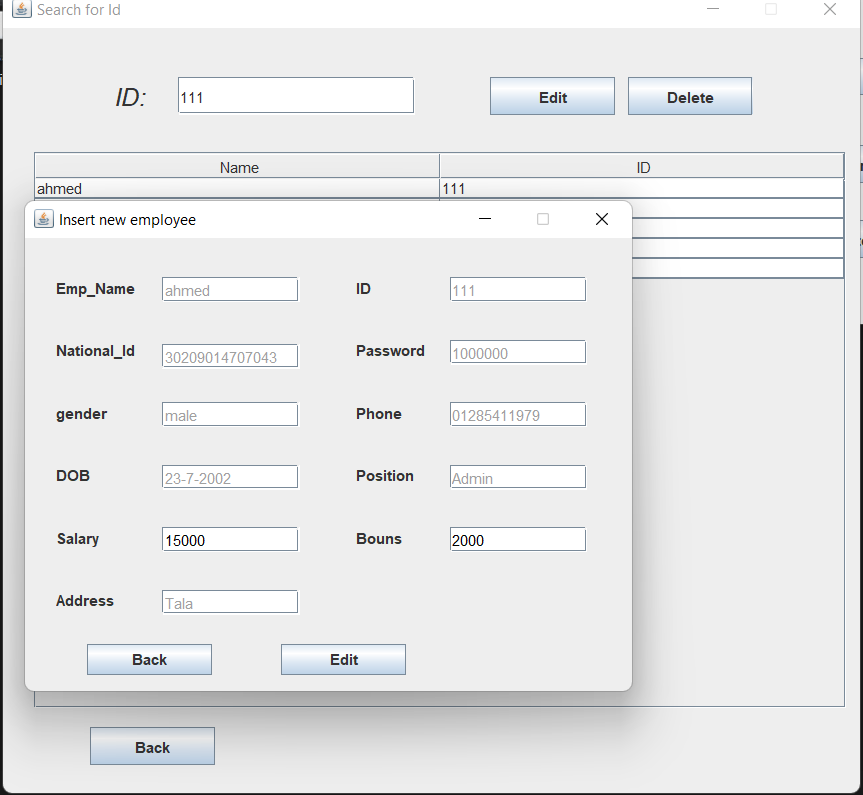 Search for Id
ID: 111 Edit Delete
Name ID
ahmed 111
Insert new employee
Emp_Name ahmed ID 111
National_Id 30209014707043 Password 1000000
gender male Phone 01285411979
DOB 23-7-2002 Position Admin
Salary 15000 Bouns 2000
Address Tala
Back Edit
Back